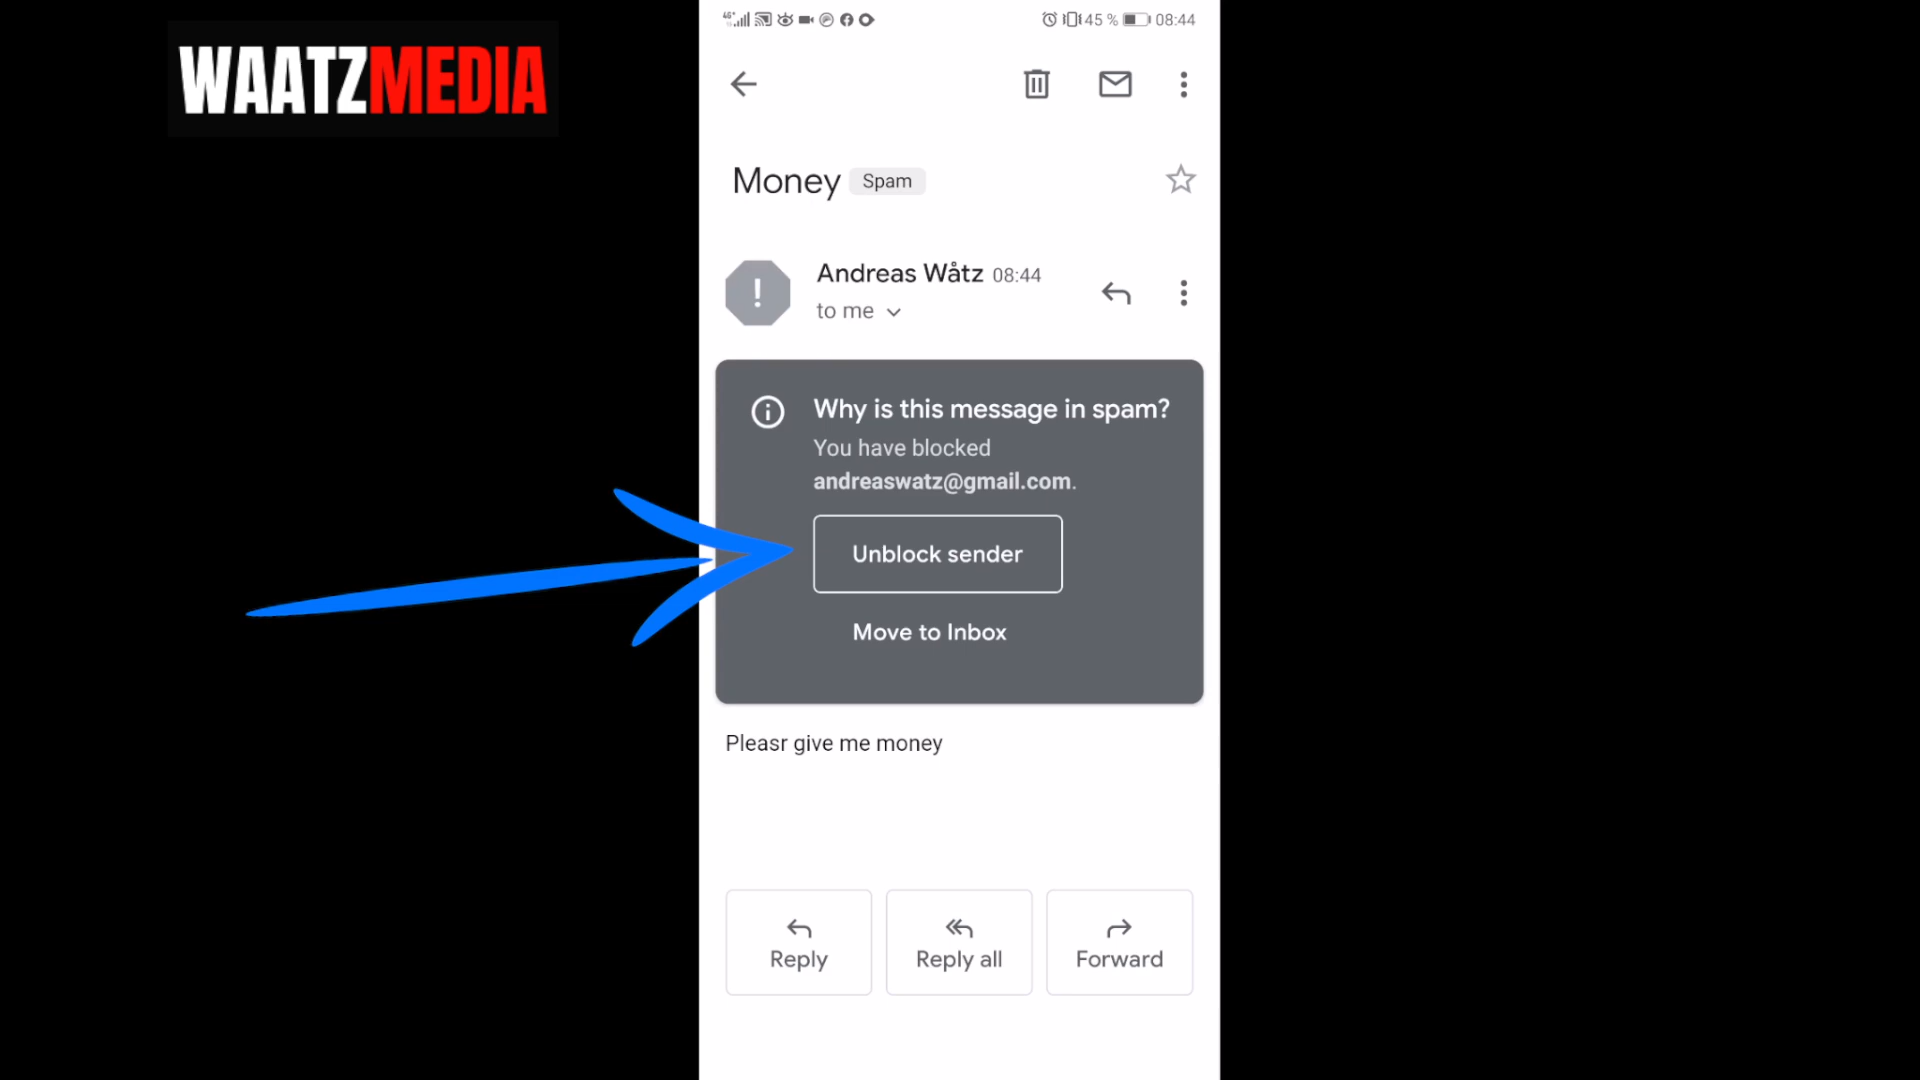 WAATZMEDIA
45 % 08:44
Money Spam
Andreas Wåtz 08:44
to me
Why is this message in spam?
You have blocked
andreaswatz@gmail.com.
Unblock sender
Move to Inbox
Pleasr give me money
Reply Reply all Forward